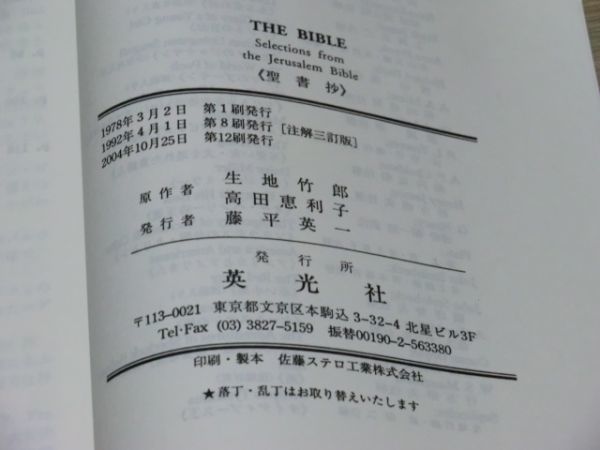 THE BIBLE
Selections from
the Jerusalem Bible
《聖書抄》
1978年3月2日 第1刷発行
1992年4月1日 第8刷発行［注解三訂版］
2004年10月25日 第12刷発行
原作者 生地竹郎
高田恵利子
発行者 藤平英一
発行所
英光社
〒113-0021 東京都文京区本駒込3-32-4 北星ビル3F
Tel・Fax (03) 3827-5159 振替00190-2-563380
印刷・製本 佐藤ステロ工業株式会社
★落丁・乱丁はお取り替えいたします